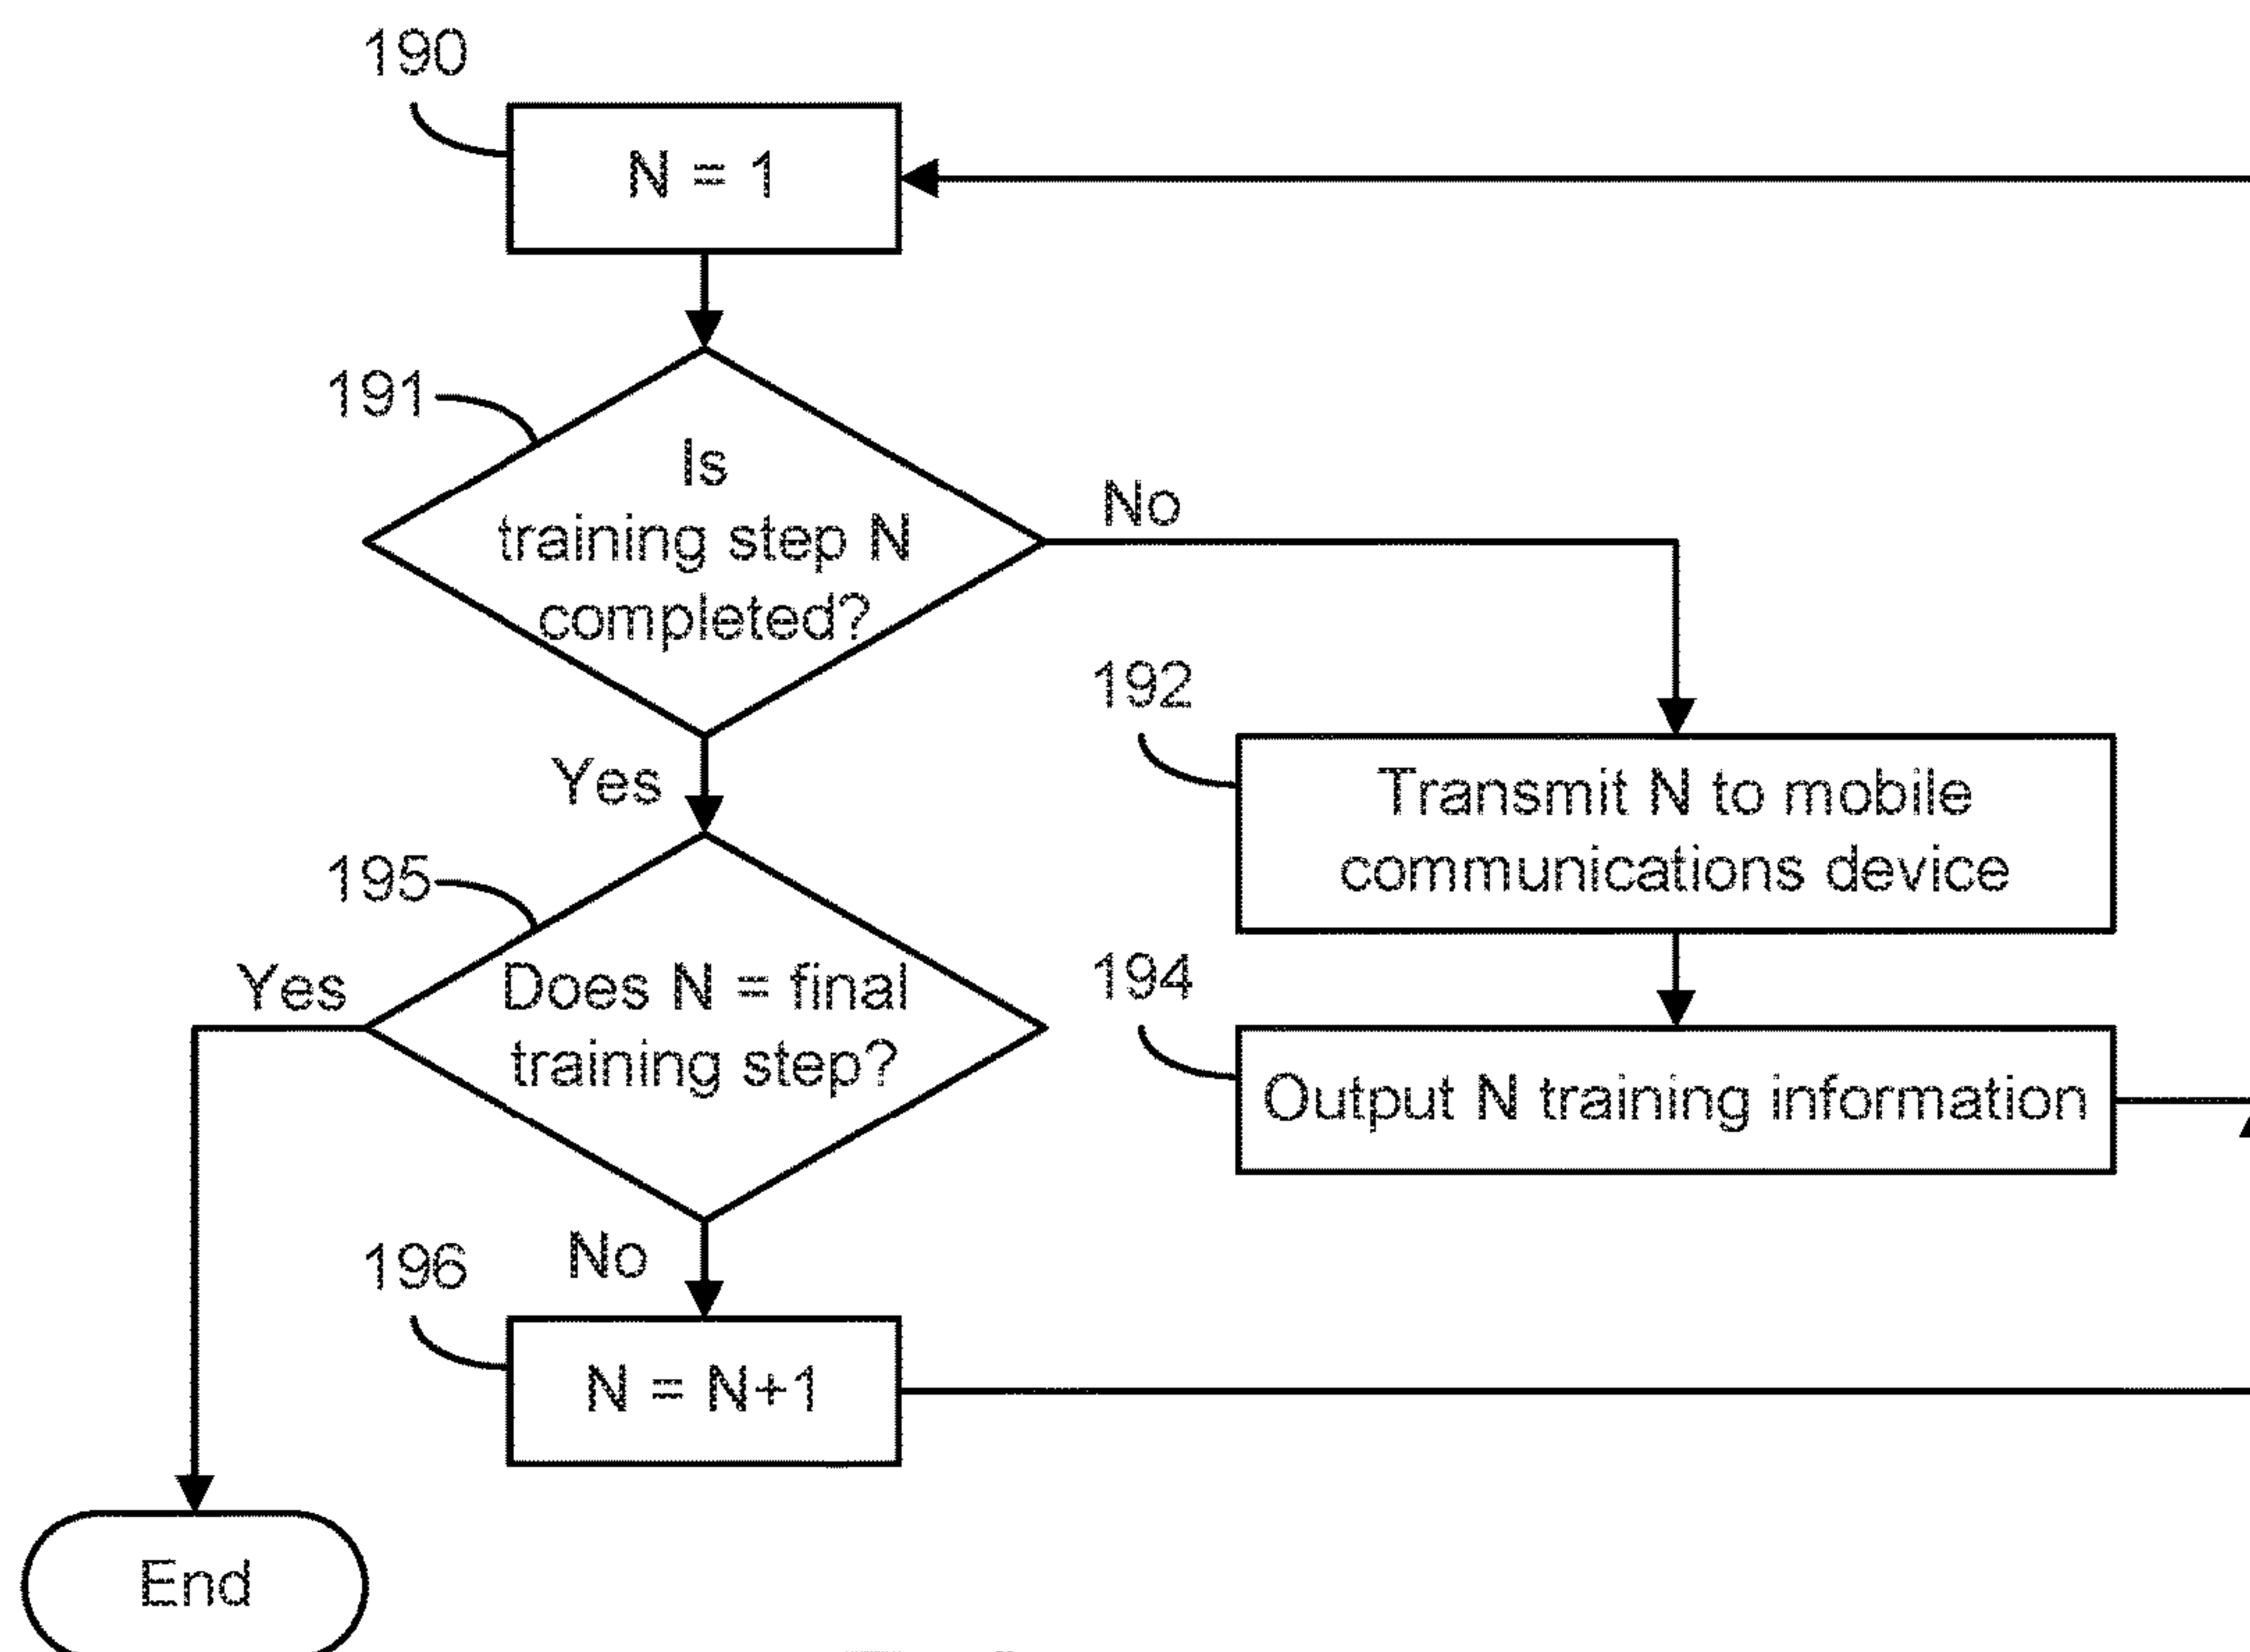 190
N = 1
191
Is
training step N
completed?
No
192
Transmit N to mobile
communications device
Yes
195
Yes
Does N = final
training step?
194
Output N training information
No
196
N = N+1
End